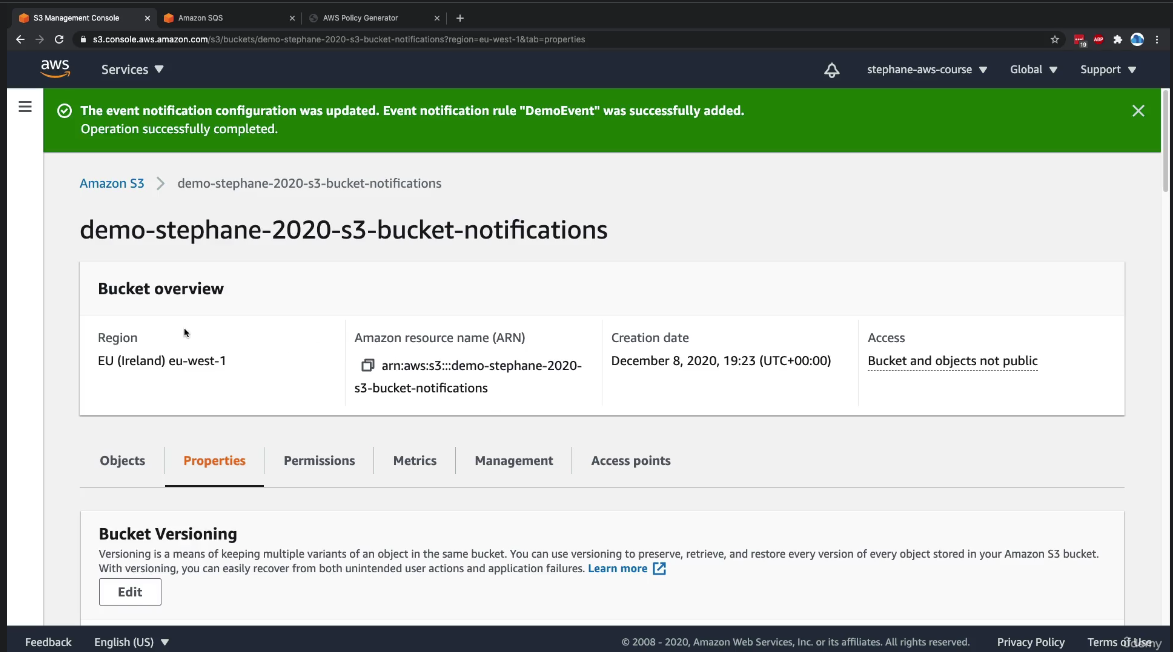 S3 Management Console
Amazon SQS
AWS Policy Generator
s3.console.aws.amazon.com/s3/buckets/demo-stephane-2020-s3-bucket-notifications?region=eu-west-1&tab=properties
aws
Services
stephane-aws-course
Global
Support
The event notification configuration was updated. Event notification rule "DemoEvent" was successfully added.
Operation successfully completed.
Amazon S3
demo-stephane-2020-s3-bucket-notifications
demo-stephane-2020-s3-bucket-notifications
Bucket overview
Region
EU (Ireland) eu-west-1
Amazon resource name (ARN)
arn:aws:s3:::demo-stephane-2020-
s3-bucket-notifications
Creation date
December 8, 2020, 19:23 (UTC+00:00)
Access
Bucket and objects not public
Objects
Properties
Permissions
Metrics
Management
Access points
Bucket Versioning
Versioning is a means of keeping multiple variants of an object in the same bucket. You can use versioning to preserve, retrieve, and restore every version of every object stored in your Amazon S3 bucket.
With versioning, you can easily recover from both unintended user actions and application failures. Learn more
Edit
Feedback
English (US)
© 2008 - 2020, Amazon Web Services, Inc. or its affiliates. All rights reserved.
Privacy Policy
Terms of Use
Udemy